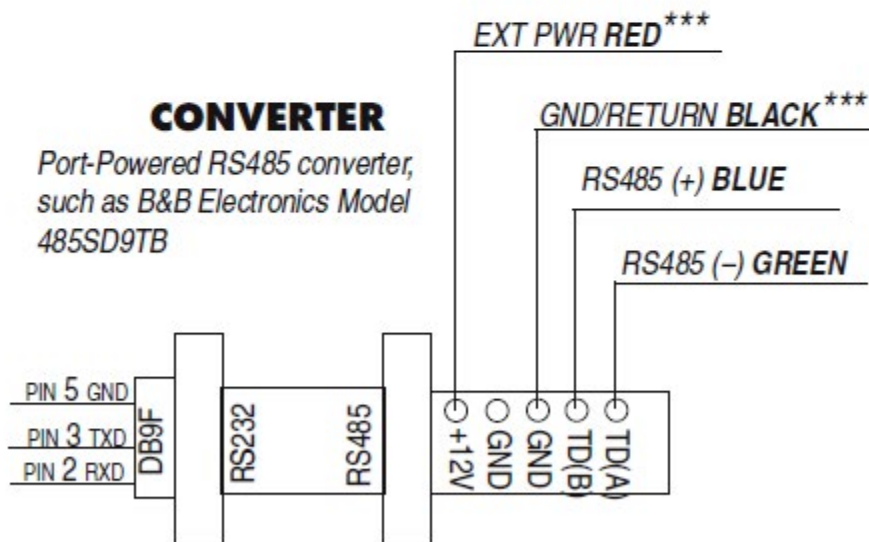 EXT PWR RED***
CONVERTER
GND/RETURN BLACK***
Port-Powered RS485 converter,
such as B&B Electronics Model
485SD9TB
RS485 (+) BLUE
RS485 (–) GREEN
PIN 5 GND
PIN 3 TXD
PIN 2 RXD
DB9F
RS232
RS485
+12V
GND
GND
TD(B)
TD(A)